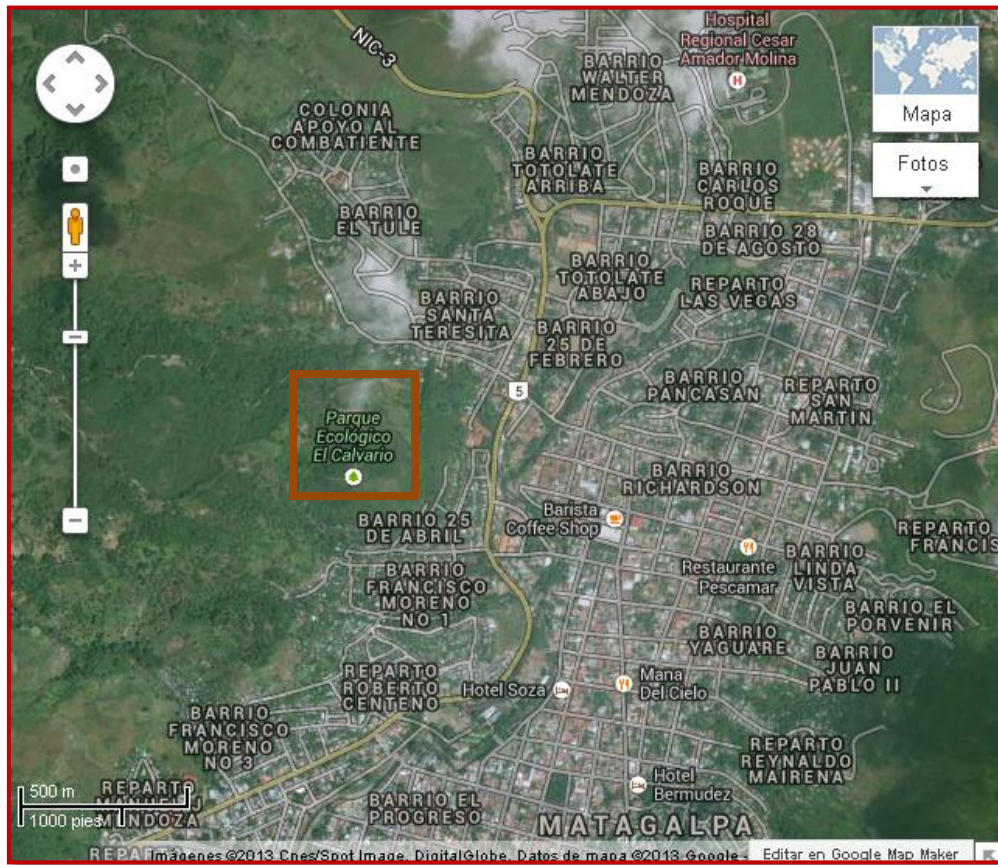 Hospital
Regional Cesar
Amador Molina
NIC-3
BARRIO
WALTER
MENDOZA
Mapa
COLONIA
APOYO AL
COMBATIENTE
Fotos
BARRIO
TOTOLATE
ARRIBA
BARRIO
CARLOS
ROQUE
BARRIO
EL TULE
BARRIO 28
DE AGOSTO
BARRIO
TOTOLATE
ABAJO
REPARTO
LAS VEGAS
BARRIO
SANTA
TERESITA
BARRIO
25 DE
FEBRERO
5
BARRIO
PANCASAN
REPARTO
SAN
MARTIN
Parque
Ecológico
El Calvario
BARRIO
RICHARDSON
Barista
Coffee Shop
BARRIO 25
DE ABRIL
REPARTO
FRANCIS
Restaurante
Pescamar
BARRIO
LINDA
VISTA
BARRIO
FRANCISCO
MORENO
NO 1
BARRIO EL
PORVENIR
BARRIO
YAGUARE
BARRIO
JUAN
PABLO II
REPARTO
ROBERTO
CENTENO
Hotel Soza
Mana
Del Cielo
BARRIO
FRANCISCO
MORENO
NO 3
REPARTO
REYNALDO
MAIRENA
Hotel
Bermudez
500 m
1000 pies
REPARTO
MENDOZA
BARRIO EL
PROGRESO
MATAGALPA
Imágenes ©2013 Cnes/Spot Image, DigitalGlobe, Datos de mapa ©2013 Google -
Editar en Google Map Maker